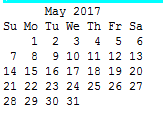 May 2017
Su Mo Tu We Th Fr Sa
1 2 3 4 5 6
7 8 9 10 11 12 13
14 15 16 17 18 19 20
21 22 23 24 25 26 27
28 29 30 31